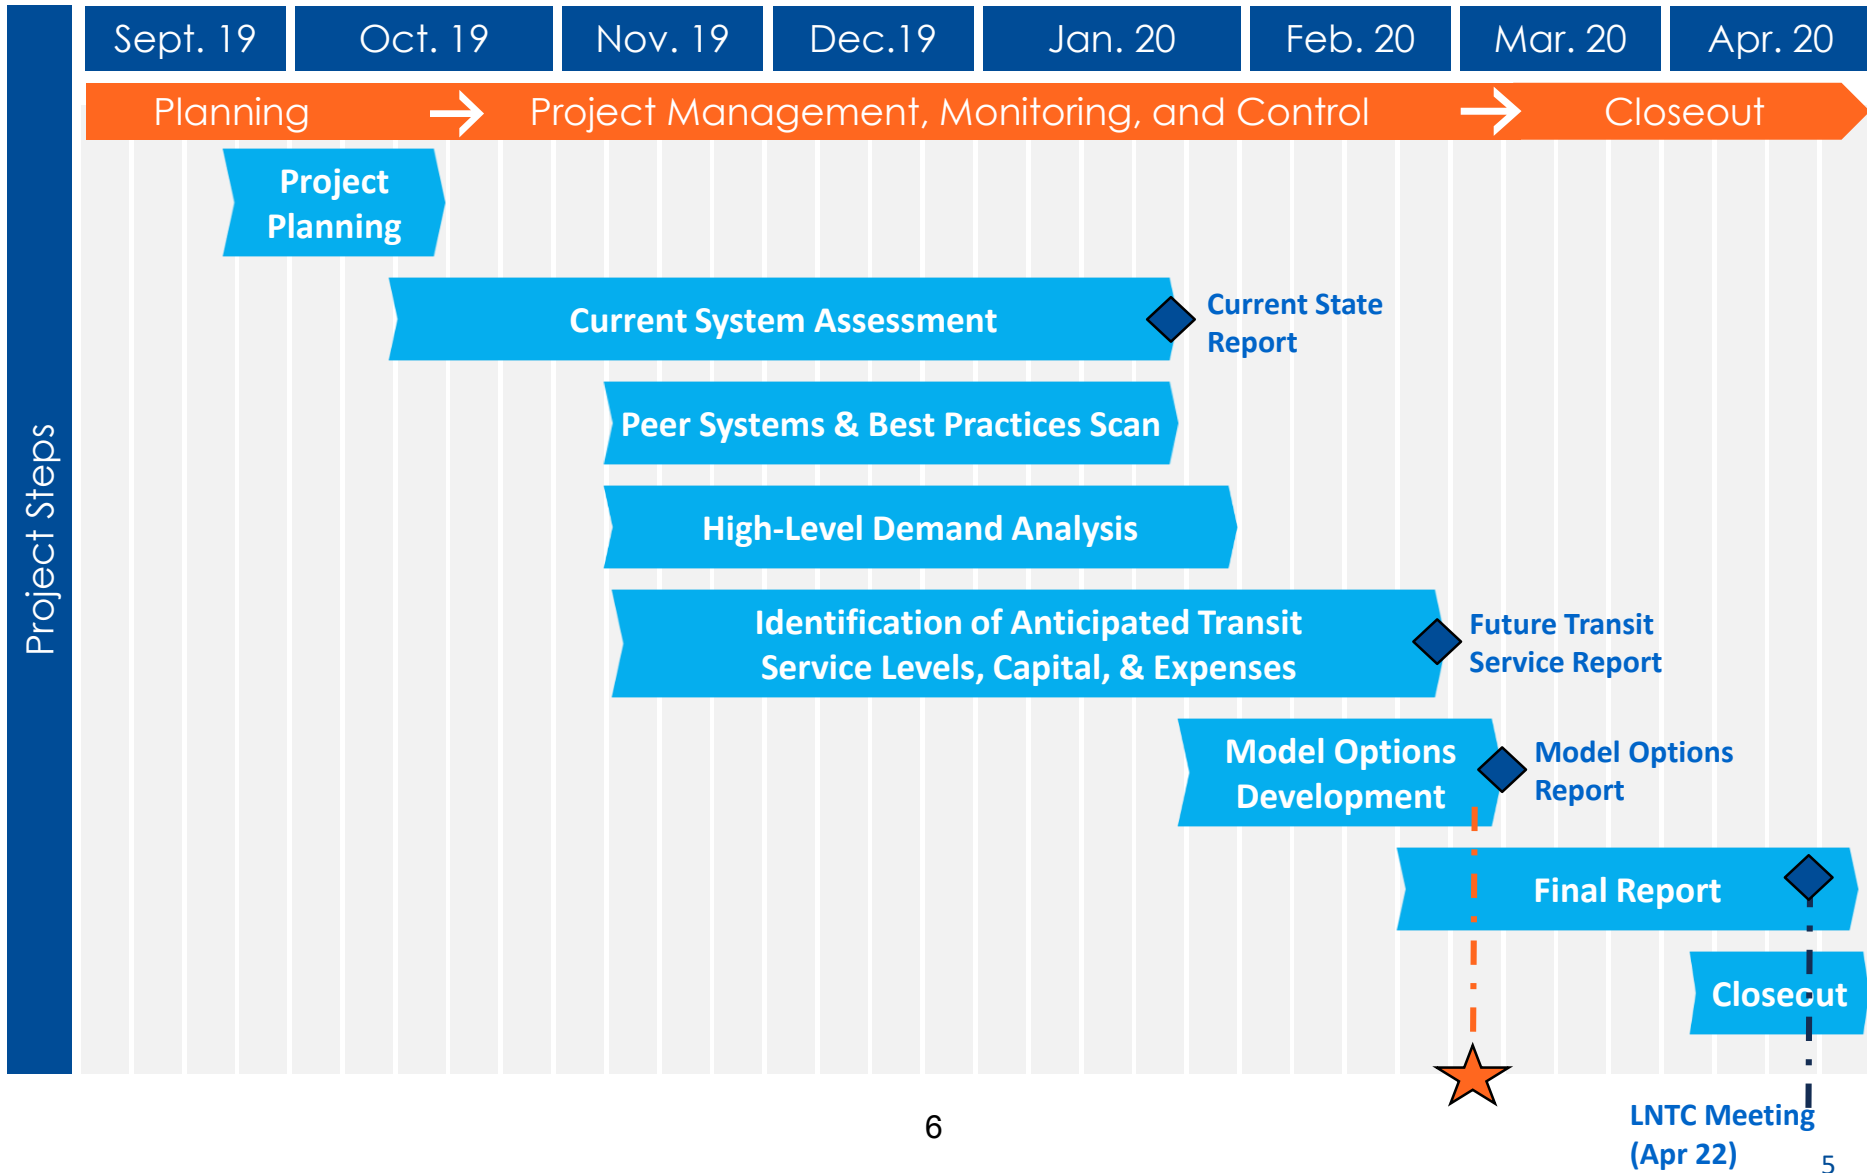 Sept. 19
Oct. 19
Nov. 19
Dec.19
Jan. 20
Feb. 20
Mar. 20
Apr. 20
Planning
Project Management, Monitoring, and Control
Closeout
Project Steps
Project
Planning
Current System Assessment
Current State
Report
Peer Systems & Best Practices Scan
High-Level Demand Analysis
Identification of Anticipated Transit
Service Levels, Capital, & Expenses
Future Transit
Service Report
Model Options
Development
Model Options
Report
Final Report
Closeout
LNTC Meeting
(Apr 22)
6
5